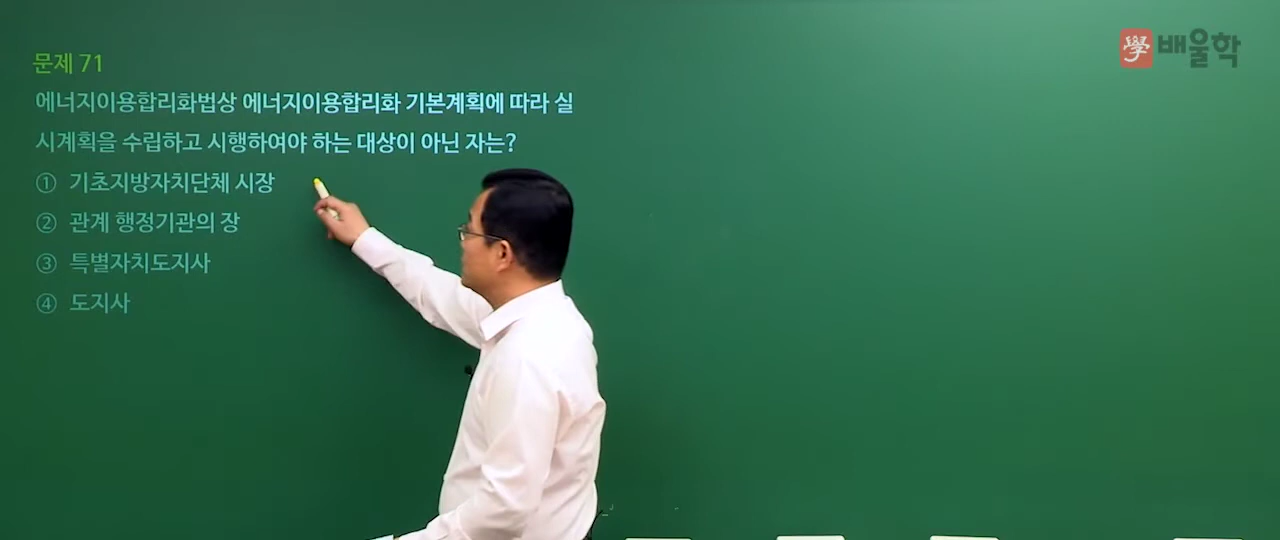 문제 71
學 배울학
에너지이용합리화법상 에너지이용합리화 기본계획에 따라 실
시계획을 수립하고 시행하여야 하는 대상이 아닌 자는?
① 기초지방자치단체 시장
② 관계 행정기관의 장
③ 특별자치도지사
④ 도지사